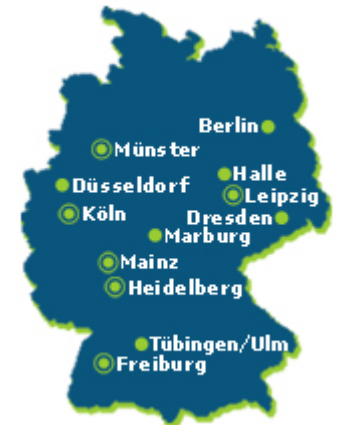 Berlin
Münster
Halle
Düsseldorf
Leipzig
Köln
Dresden
Marburg
Mainz
Heidelberg
Tübingen/Ulm
Freiburg